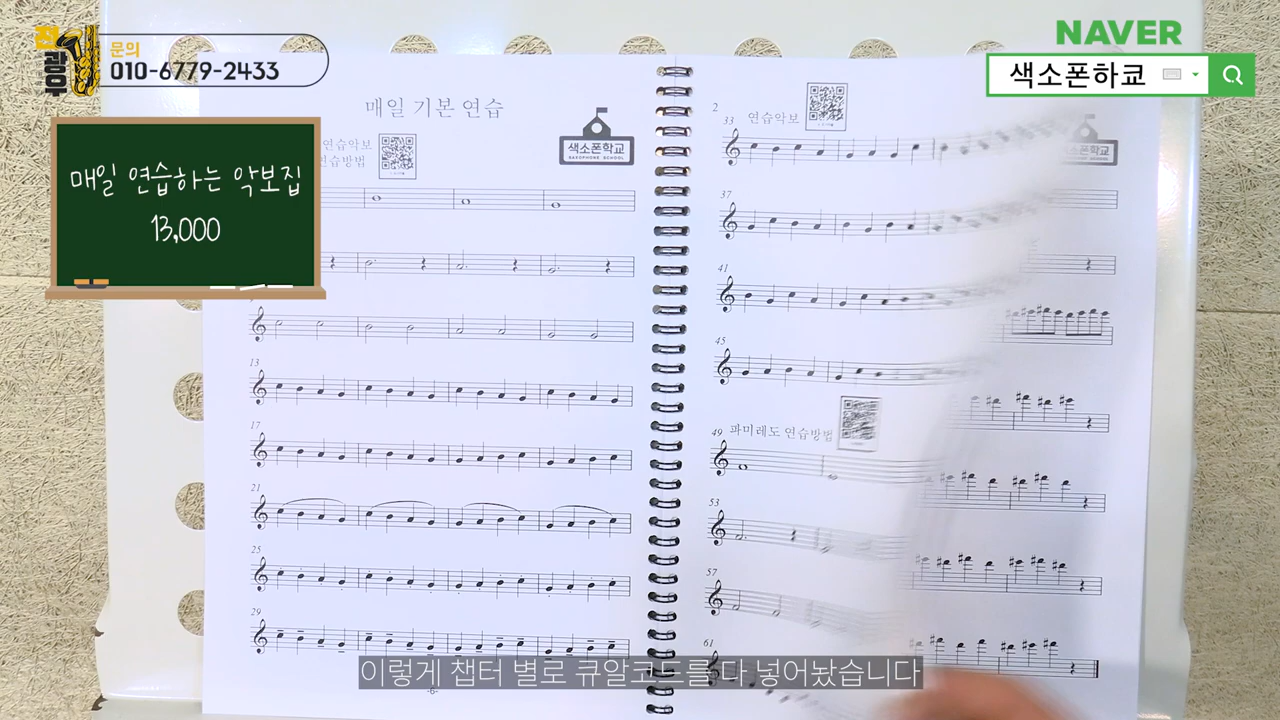 전광우
문의
010-6779-2433
NAVER
색소폰하쿄
매일 연습하는 악보집
13,000
매일 기본 연습
연습악보
연습방법
색소폰학교
SAXOPHONE SCHOOL
13
17
21
25
29
-6-
2
연습악보
33
37
41
45
49
파미레도 연습방법
53
57
61
이렇게 챕터 별로 큐알코드를 다 넣어놨습니다